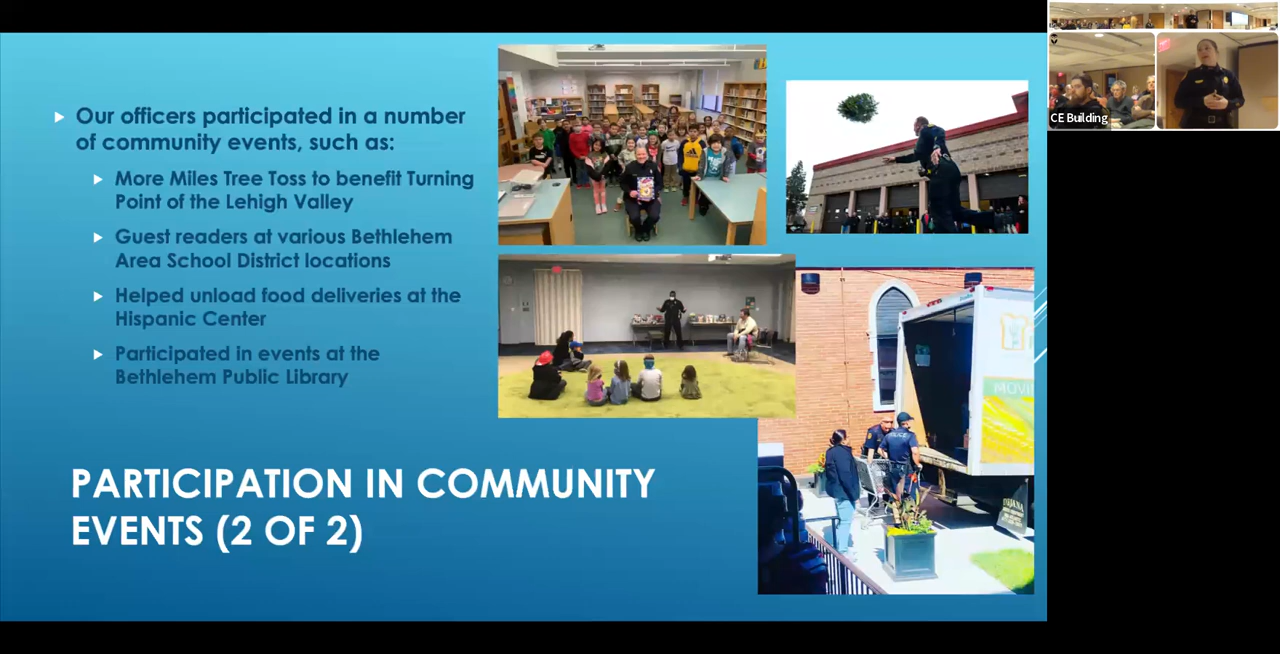 Our officers participated in a number
of community events, such as:
More Miles Tree Toss to benefit Turning
Point of the Lehigh Valley
Guest readers at various Bethlehem
Area School District locations
Helped unload food deliveries at the
Hispanic Center
Participated in events at the
Bethlehem Public Library
PARTICIPATION IN COMMUNITY
EVENTS (2 OF 2)
POLICE
CE Building